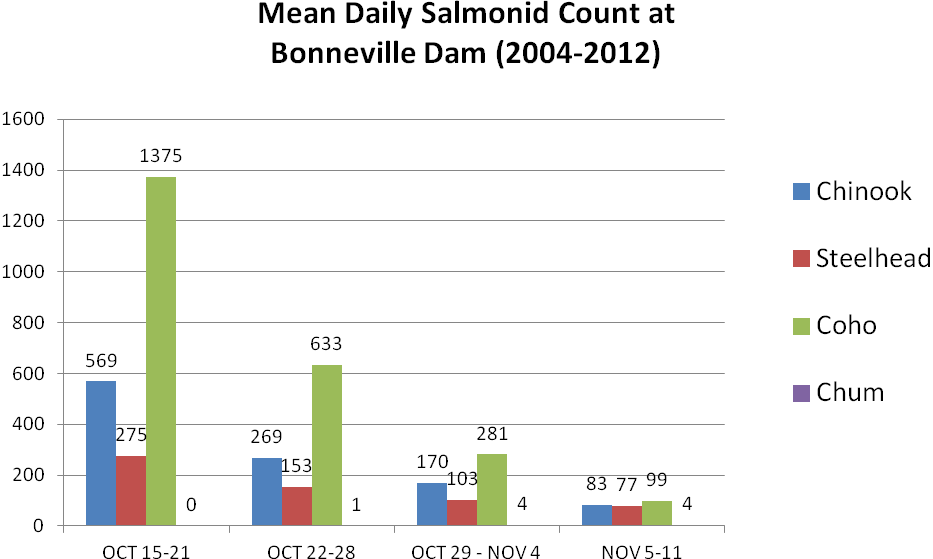 Mean Daily Salmonid Count at
Bonneville Dam (2004-2012)
1600
1400
1200
1000
800
600
400
200
0
569
275
1375
0
269
153
633
1
170
103
281
4
83
77
99
4
OCT 15-21
OCT 22-28
OCT 29 - NOV 4
NOV 5-11
Chinook
Steelhead
Coho
Chum